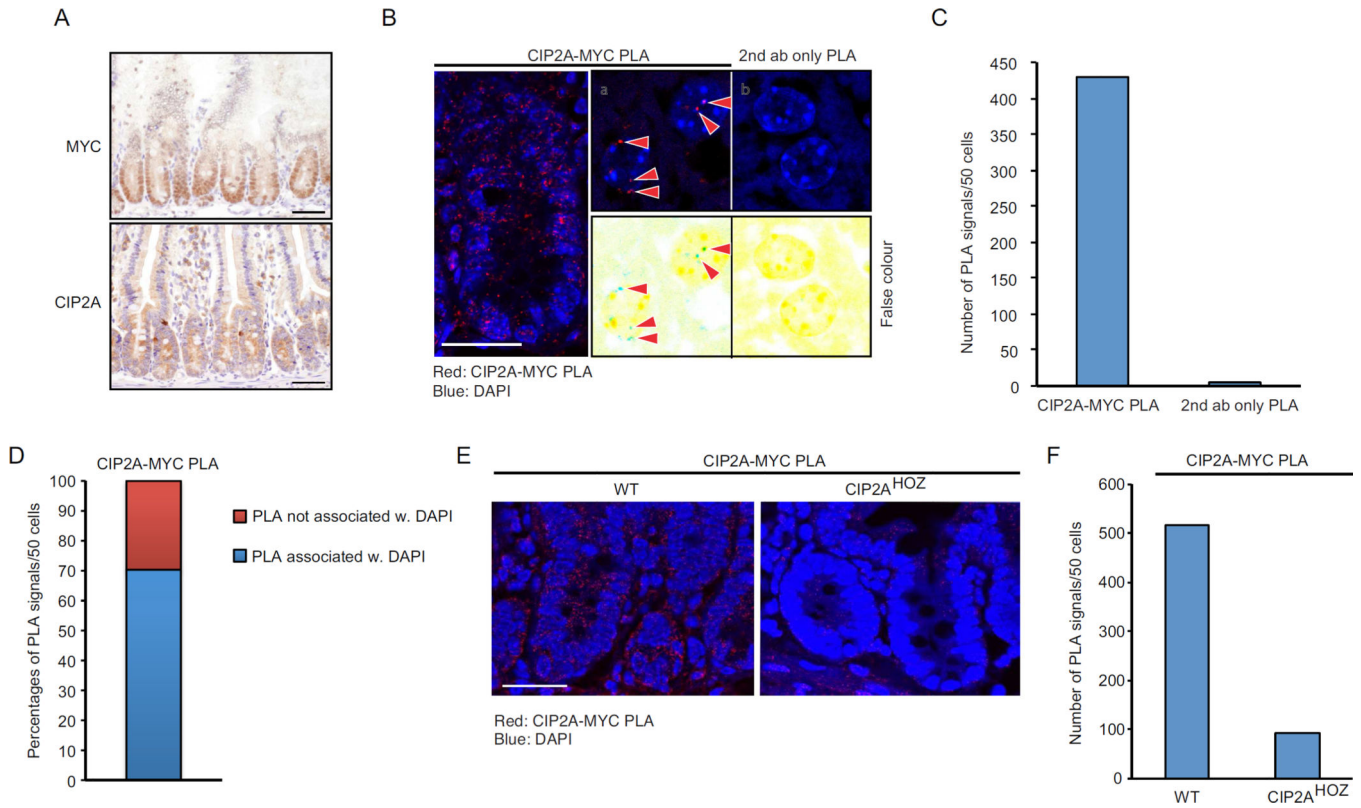 A
MYC
CIP2A
B
CIP2A-MYC PLA
2nd ab only PLA
a
b
False colour
Red: CIP2A-MYC PLA
Blue: DAPI
C
Number of PLA signals/50 cells
450
400
350
300
250
200
150
100
50
0
CIP2A-MYC PLA
2nd ab only PLA
D
CIP2A-MYC PLA
Percentages of PLA signals/50 cells
100
90
80
70
60
50
40
30
20
10
0
PLA not associated w. DAPI
PLA associated w. DAPI
E
CIP2A-MYC PLA
WT
CIP2A^HOZ
Red: CIP2A-MYC PLA
Blue: DAPI
F
CIP2A-MYC PLA
Number of PLA signals/50 cells
600
500
400
300
200
100
0
WT
CIP2A^HOZ